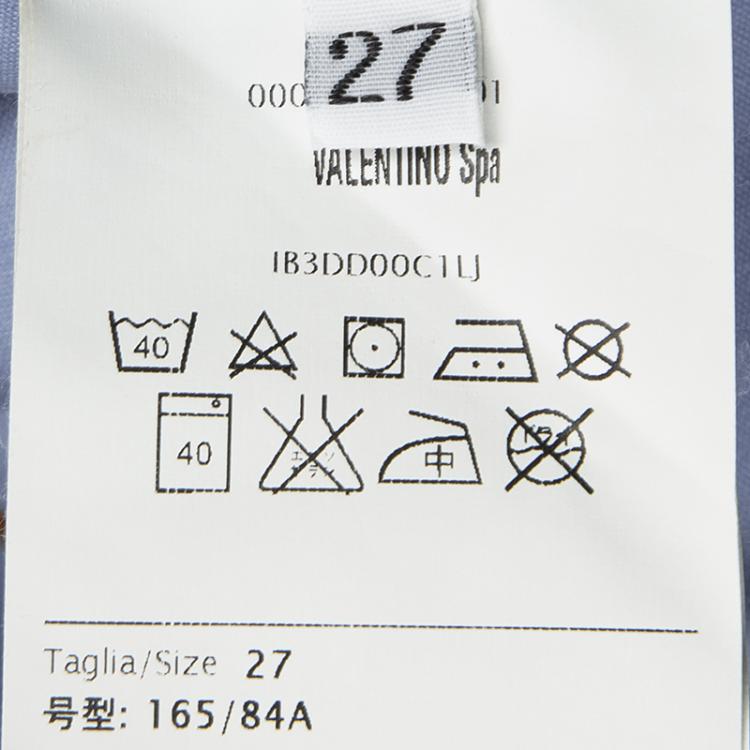 27
000 01
VALENTINO Spa
IB3DD00C1LJ
40
40 中
Taglia/Size 27
号型: 165/84A